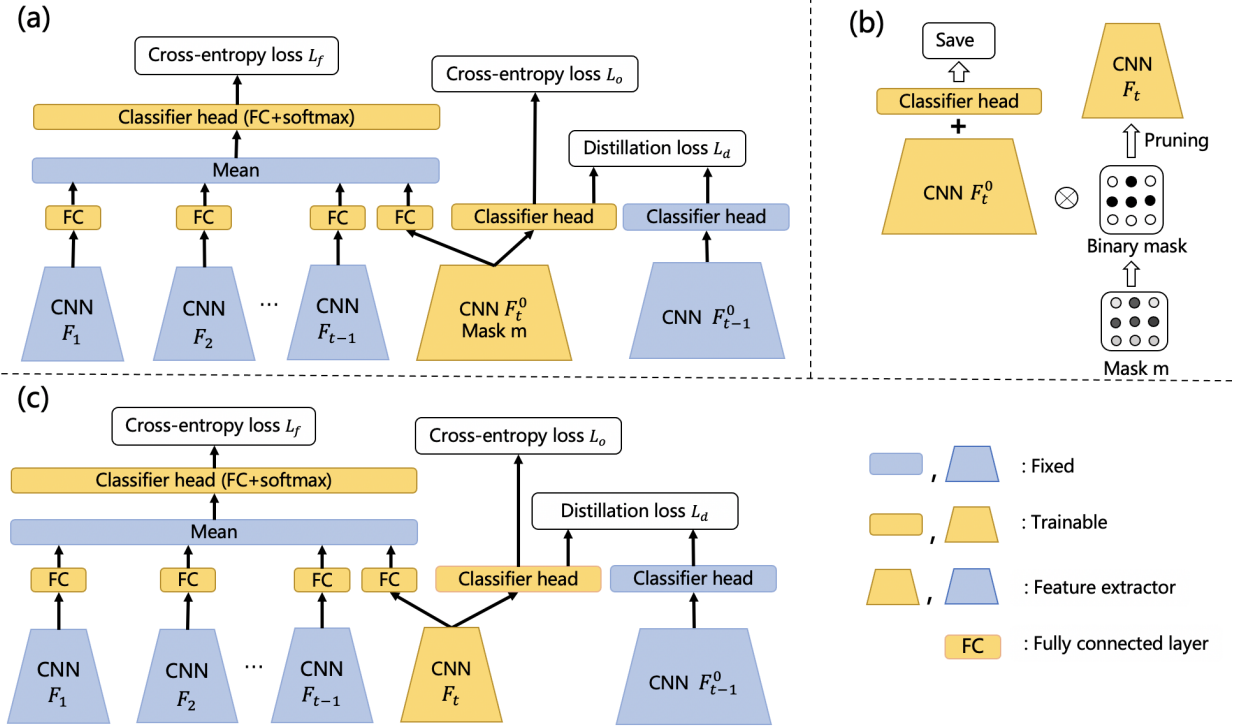 (a)
Cross-entropy loss L_f
Classifier head (FC+softmax)
Mean
FC
FC
FC
FC
CNN
F_1
CNN
F_2
...
CNN
F_{t−1}
Cross-entropy loss L_o
Distillation loss L_d
Classifier head
Classifier head
CNN F_t^0
Mask m
CNN F_{t−1}^0
(b)
Save
Classifier head
+
CNN F_t^0
⊗
CNN
F_t
Pruning
Binary mask
Mask m
(c)
Cross-entropy loss L_f
Classifier head (FC+softmax)
Mean
FC
FC
FC
FC
CNN
F_1
CNN
F_2
...
CNN
F_{t−1}
Cross-entropy loss L_o
Distillation loss L_d
Classifier head
Classifier head
CNN
F_t
CNN F_{t−1}^0
, : Fixed
, : Trainable
, : Feature extractor
FC : Fully connected layer